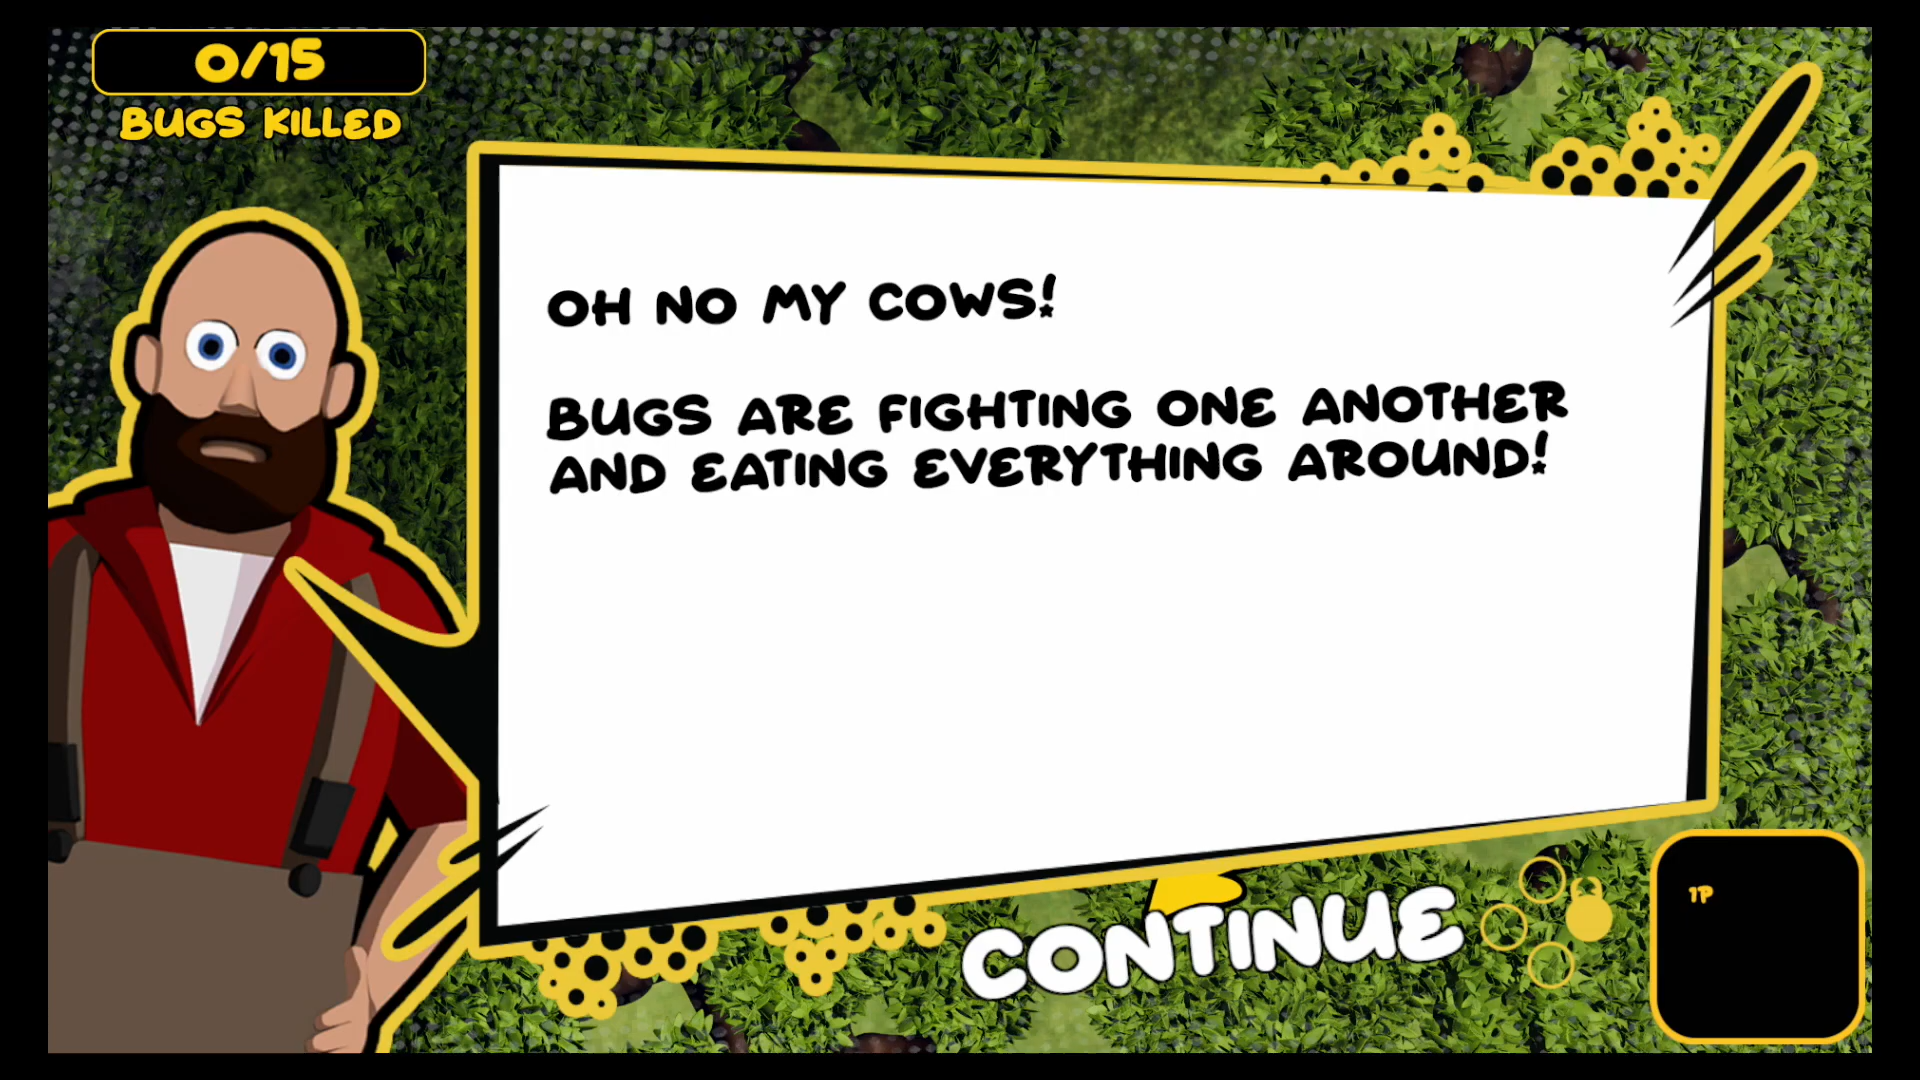 0/15
BUGS KILLED
OH NO MY COWS!
BUGS ARE FIGHTING ONE ANOTHER
AND EATING EVERYTHING AROUND!
CONTINUE
1P